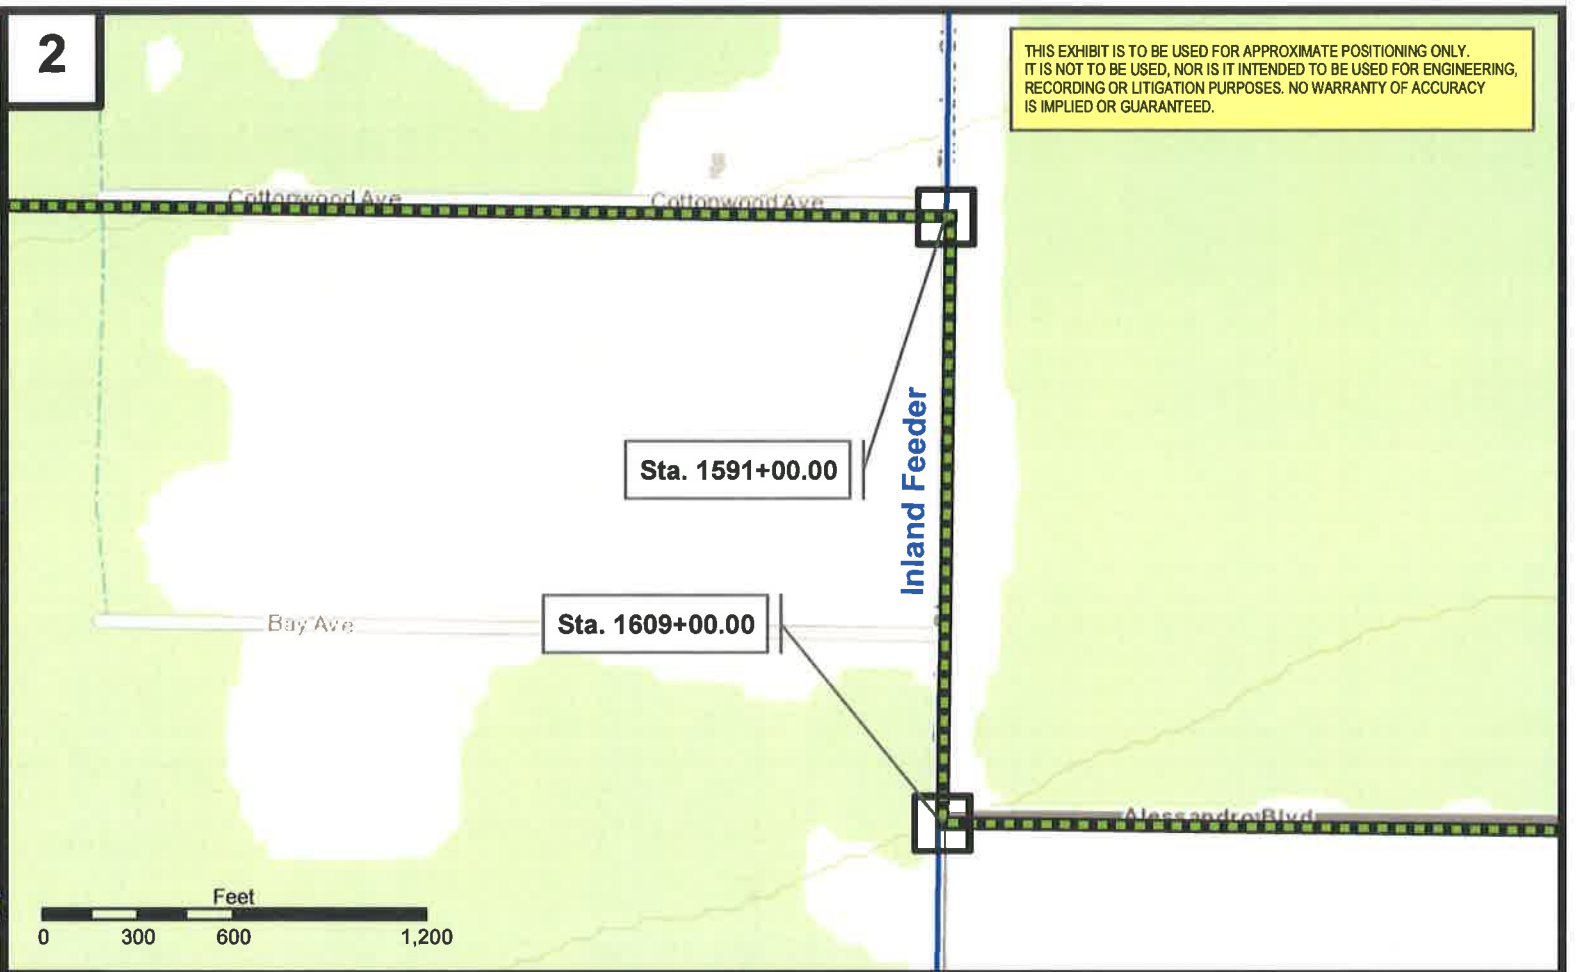 2
THIS EXHIBIT IS TO BE USED FOR APPROXIMATE POSITIONING ONLY.
IT IS NOT TO BE USED, NOR IS IT INTENDED TO BE USED FOR ENGINEERING,
RECORDING OR LITIGATION PURPOSES. NO WARRANTY OF ACCURACY
IS IMPLIED OR GUARANTEED.
Cottonwood Ave
Cottonwood Ave
Sta. 1591+00.00
Inland Feeder
Bay Ave
Sta. 1609+00.00
Alessandro Blvd
Feet
0 300 600 1,200